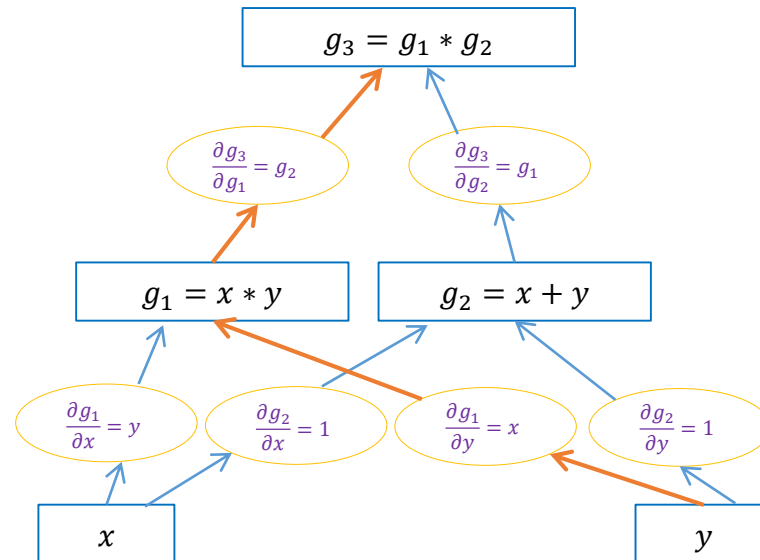 g₃ = g₁ * g₂
∂g₃/∂g₁ = g₂
∂g₃/∂g₂ = g₁
g₁ = x * y
g₂ = x + y
∂g₁/∂x = y
∂g₂/∂x = 1
∂g₁/∂y = x
∂g₂/∂y = 1
x
y